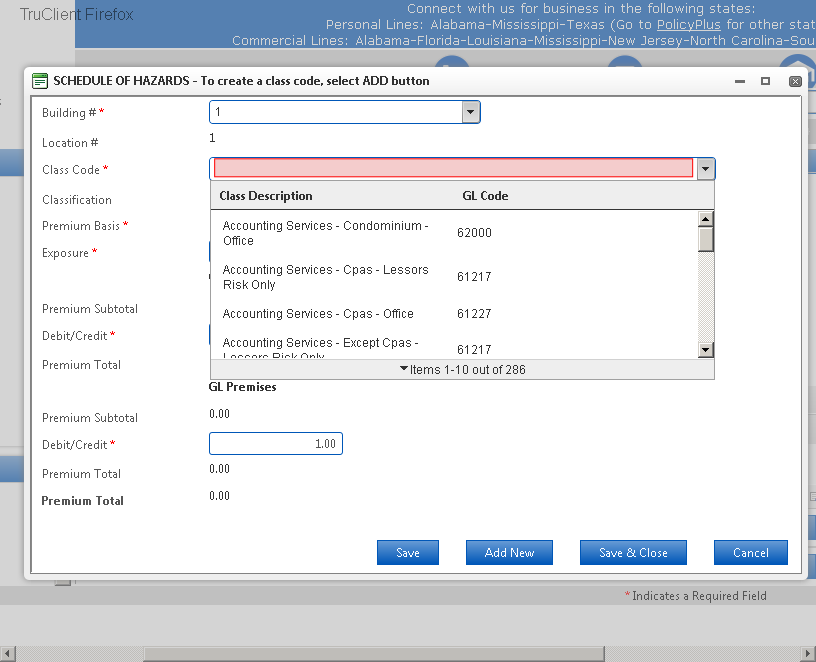 TruClient Firefox
Connect with us for business in the following states:
Personal Lines: Alabama-Mississippi-Texas (Go to PolicyPlus for other stat
Commercial Lines: Alabama-Florida-Louisiana-Mississippi-New Jersey-North Carolina-Sou
SCHEDULE OF HAZARDS - To create a class code, select ADD button
Building #* 1
Location # 1
Class Code *
Classification
Premium Basis *
Exposure *
Premium Subtotal
Debit/Credit *
Premium Total
Class Description GL Code
Accounting Services - Condominium -
Office 62000
Accounting Services - Cpas - Lessors
Risk Only 61217
Accounting Services - Cpas - Office 61227
Accounting Services - Except Cpas -
Lessors Risk Only 61217
Items 1-10 out of 286
GL Premises
Premium Subtotal 0.00
Debit/Credit * 1.00
Premium Total 0.00
Premium Total 0.00
Save Add New Save & Close Cancel
* Indicates a Required Field